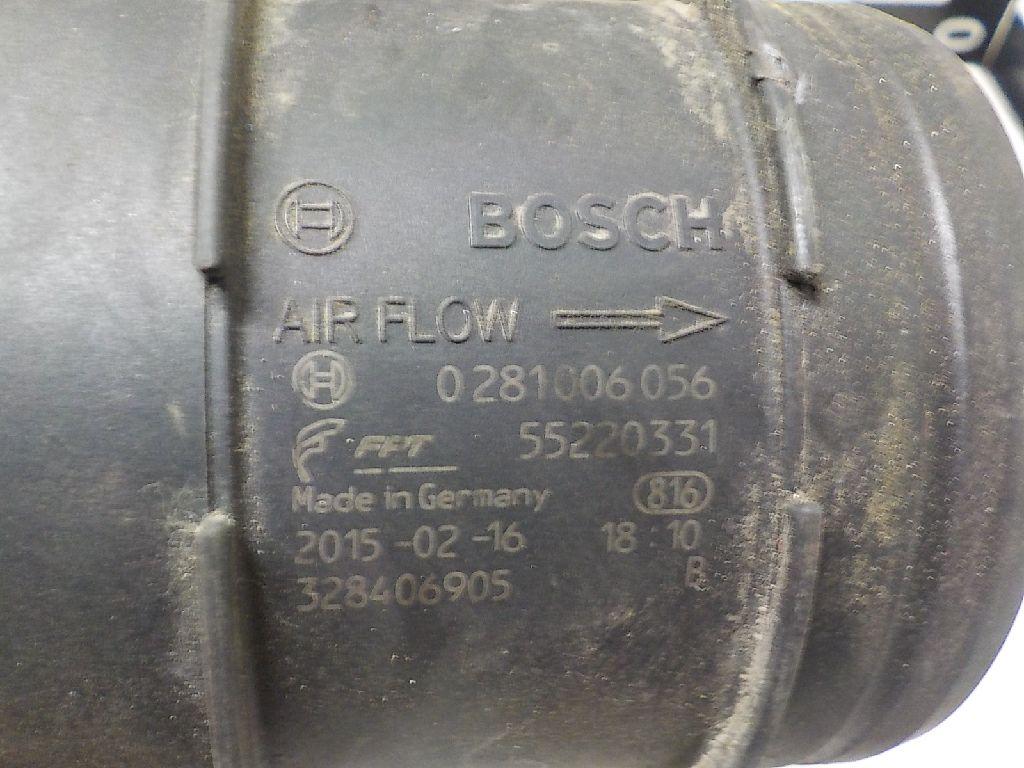 BOSCH
AIR FLOW
0 281 006 056
FPT 55220331
Made in Germany 816
2015-02-16 18:10
B
328406905